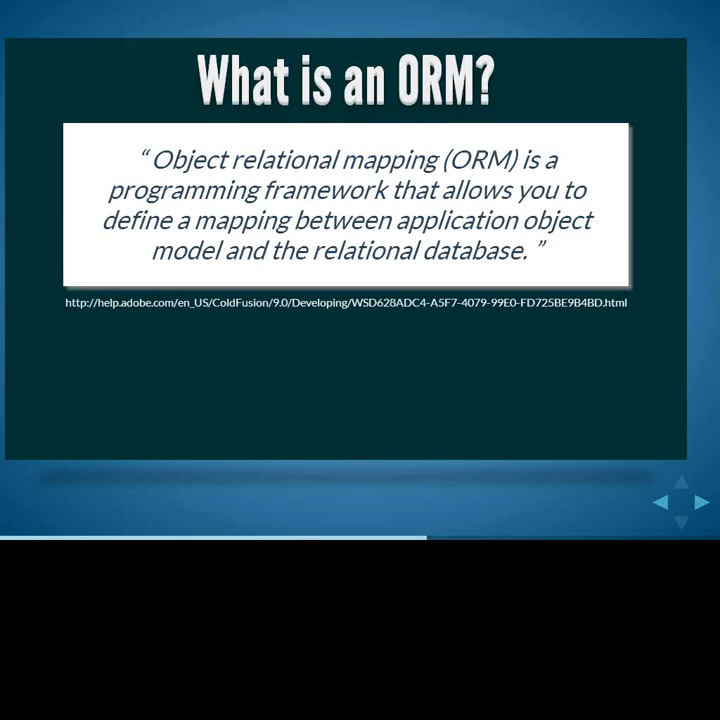 What is an ORM?
“ Object relational mapping (ORM) is a
programming framework that allows you to
define a mapping between application object
model and the relational database. ”
http://help.adobe.com/en_US/ColdFusion/9.0/Developing/WSD628ADC4-A5F7-4079-99E0-FD725BE9B4BD.html